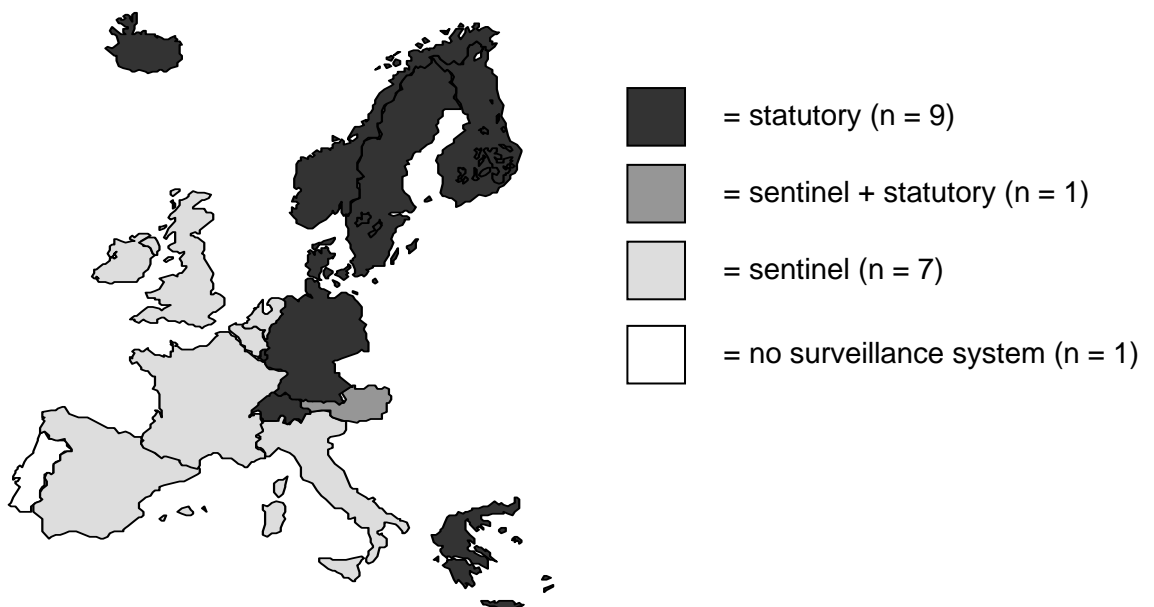 = statutory (n = 9)
= sentinel + statutory (n = 1)
= sentinel (n = 7)
= no surveillance system (n = 1)